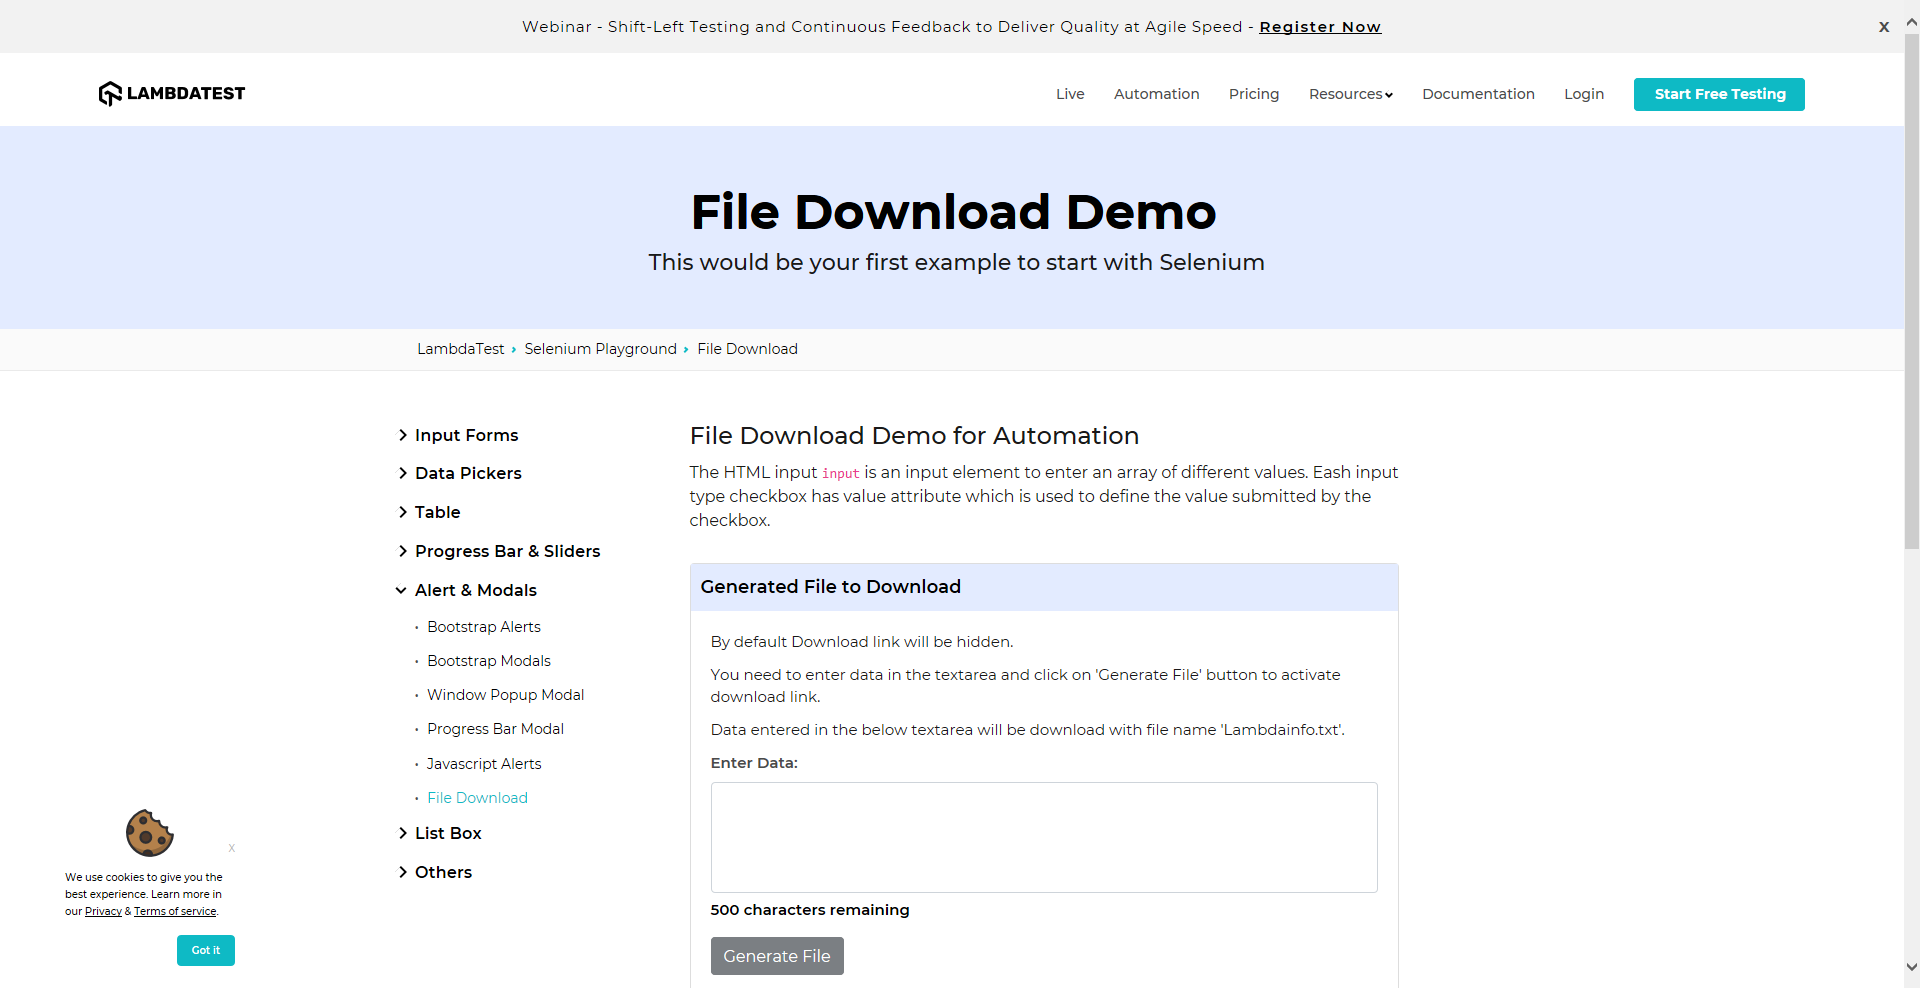 Webinar - Shift-Left Testing and Continuous Feedback to Deliver Quality at Agile Speed - Register Now
X
LAMBDATEST
Live
Automation
Pricing
Resources
Documentation
Login
Start Free Testing
File Download Demo
This would be your first example to start with Selenium
LambdaTest › Selenium Playground › File Download
Input Forms
Data Pickers
Table
Progress Bar & Sliders
Alert & Modals
Bootstrap Alerts
Bootstrap Modals
Window Popup Modal
Progress Bar Modal
Javascript Alerts
File Download
List Box
Others
File Download Demo for Automation
The HTML input input is an input element to enter an array of different values. Eash input
type checkbox has value attribute which is used to define the value submitted by the
checkbox.
Generated File to Download
By default Download link will be hidden.
You need to enter data in the textarea and click on 'Generate File' button to activate
download link.
Data entered in the below textarea will be download with file name 'Lambdainfo.txt'.
Enter Data:
500 characters remaining
Generate File
X
We use cookies to give you the
best experience. Learn more in
our Privacy & Terms of service.
Got it